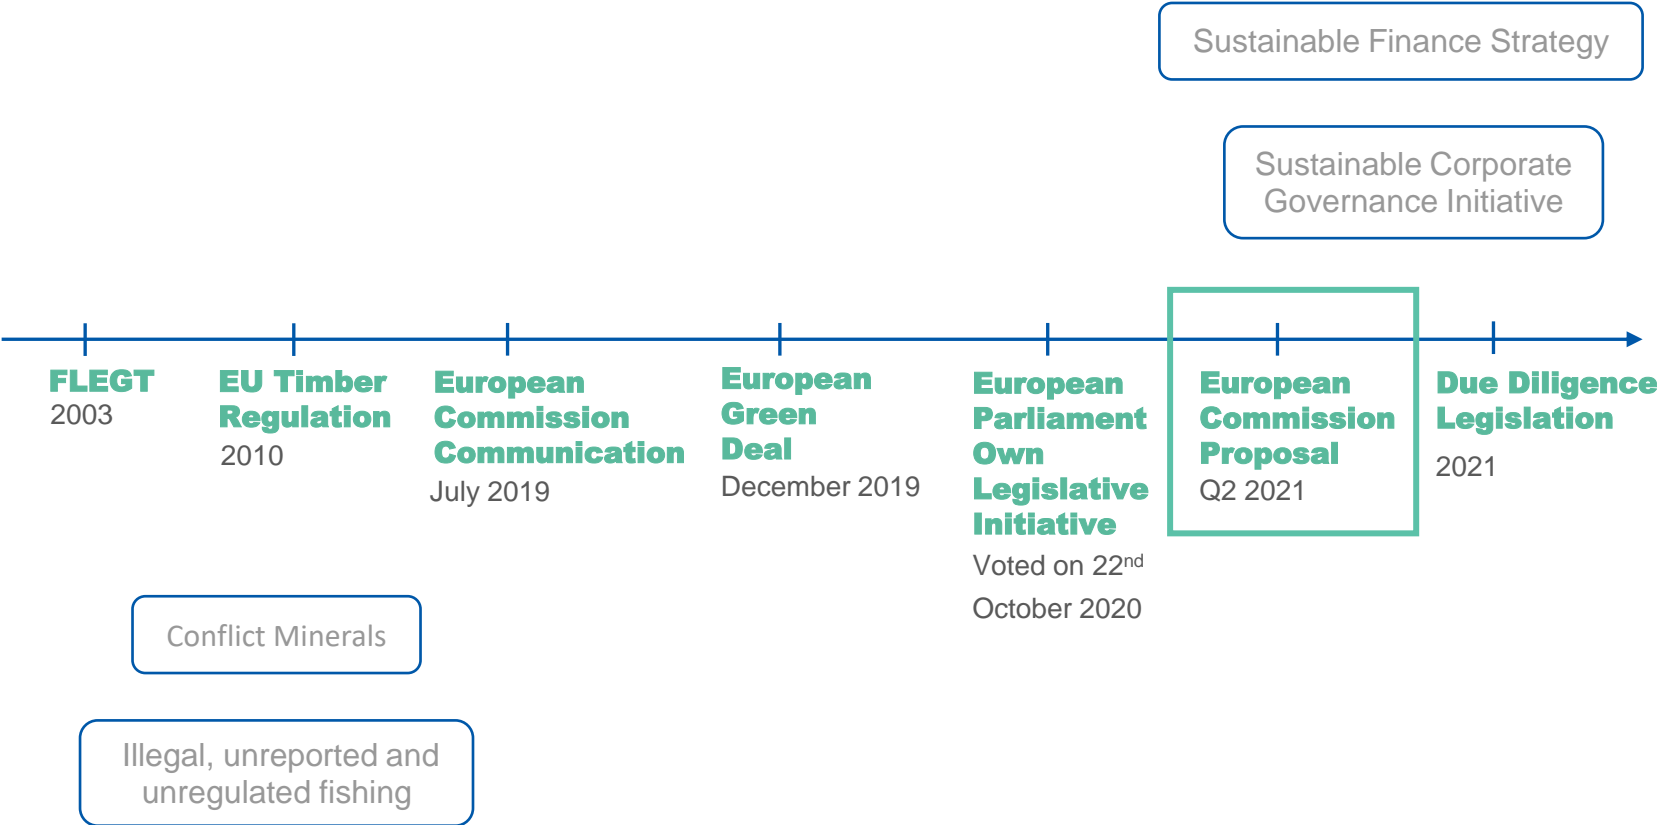 Sustainable Finance Strategy
Sustainable Corporate
Governance Initiative
FLEGT
2003
EU Timber
Regulation
2010
European
Commission
Communication
July 2019
European
Green
Deal
December 2019
European
Parliament
Own
Legislative
Initiative
Voted on 22nd
October 2020
European
Commission
Proposal
Q2 2021
Due Diligence
Legislation
2021
Conflict Minerals
Illegal, unreported and
unregulated fishing